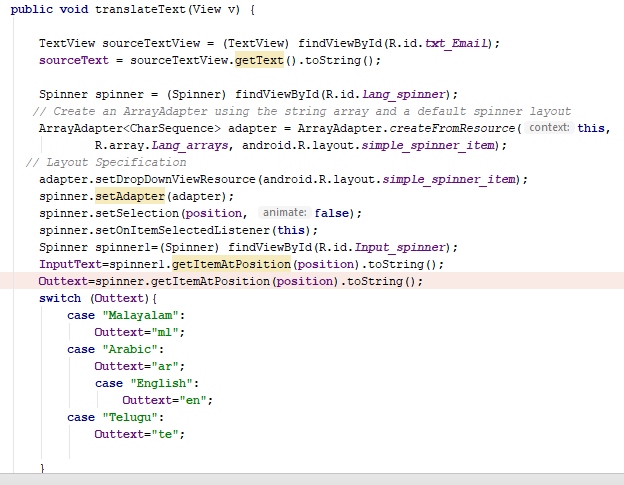 public void translateText(View v) {
TextView sourceTextView = (TextView) findViewById(R.id.txt_Email);
sourceText = sourceTextView.getText().toString();
Spinner spinner = (Spinner) findViewById(R.id.lang_spinner);
// Create an ArrayAdapter using the string array and a default spinner layout
ArrayAdapter<CharSequence> adapter = ArrayAdapter.createFromResource( context: this,
R.array.Lang_arrays, android.R.layout.simple_spinner_item);
// Layout Specification
adapter.setDropDownViewResource(android.R.layout.simple_spinner_item);
spinner.setAdapter(adapter);
spinner.setSelection(position, animate: false);
spinner.setOnItemSelectedListener(this);
Spinner spinner1=(Spinner) findViewById(R.id.Input_spinner);
InputText=spinner1.getItemAtPosition(position).toString();
Outtext=spinner.getItemAtPosition(position).toString();
switch (Outtext){
case "Malayalam":
Outtext="ml";
case "Arabic":
Outtext="ar";
case "English":
Outtext="en";
case "Telugu":
Outtext="te";
}